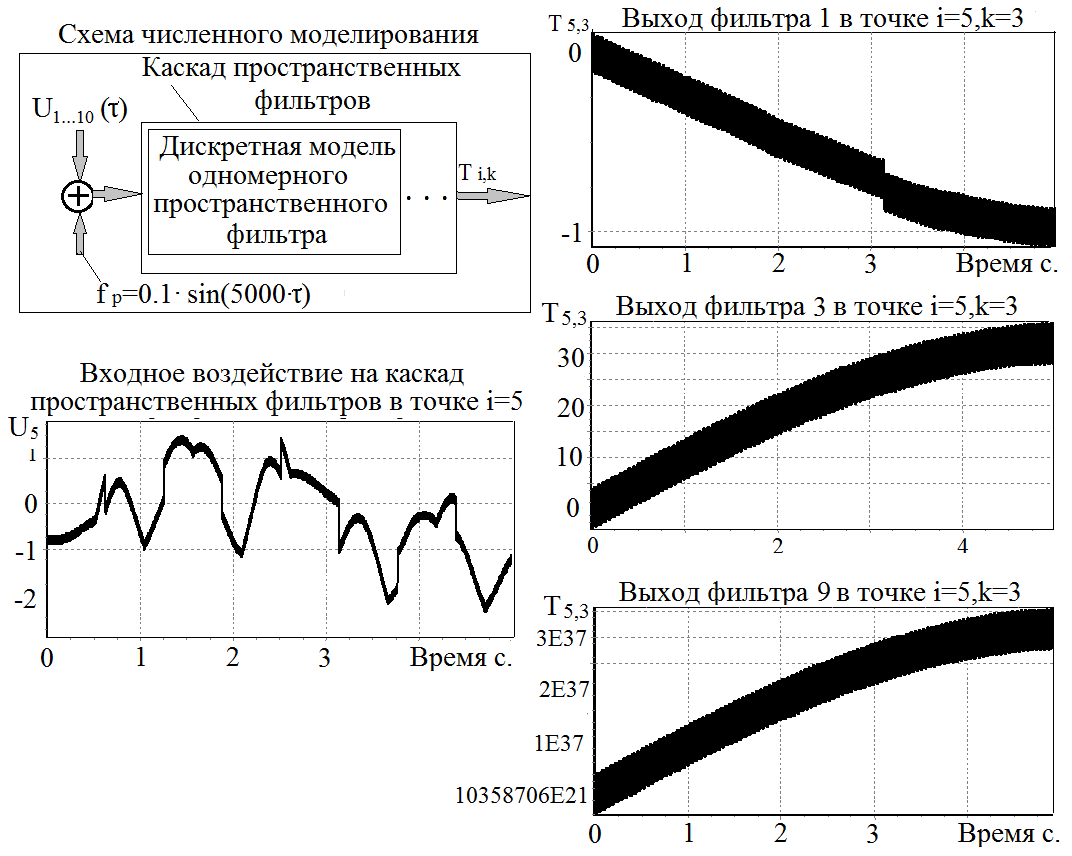 Схема численного моделирования
Каскад пространственных
фильтров
U1...10 (τ)
Дискретная модель
одномерного
пространственного
фильтра
. . .
T i,k
+
f p=0.1· sin(5000·τ)
Входное воздействие на каскад
пространственных фильтров в точке i=5
U5
1
0
-1
-2
0
1
2
3
Время с.
Выход фильтра 1 в точке i=5,k=3
T 5,3
0
-1
0
1
2
3
Время с.
Выход фильтра 3 в точке i=5,k=3
T 5,3
30
20
10
0
0
2
4
Выход фильтра 9 в точке i=5,k=3
T 5,3
3E37
2E37
1E37
10358706E21
0
1
2
3
Время с.